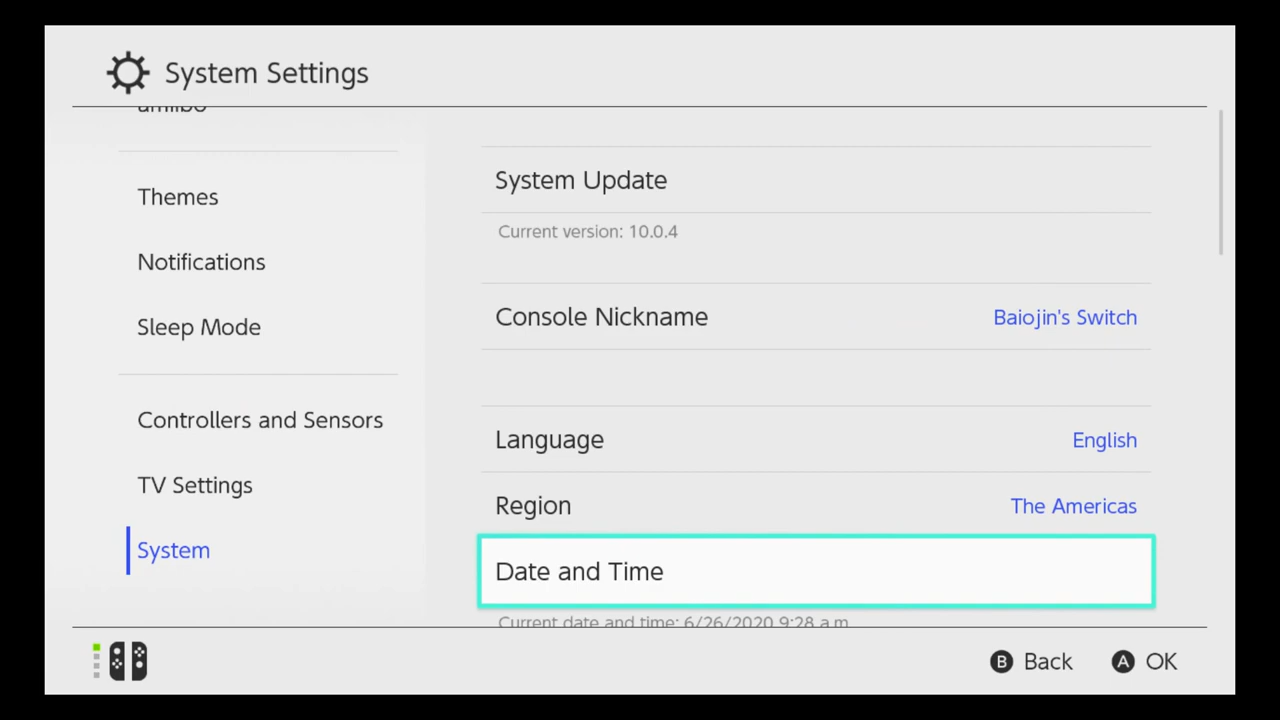 System Settings
amiibo
Themes
Notifications
Sleep Mode
Controllers and Sensors
TV Settings
System
System Update
Current version: 10.0.4
Console Nickname
Baiojin's Switch
Language
English
Region
The Americas
Date and Time
Current date and time: 6/26/2020 9:28 a.m.
B Back
A OK